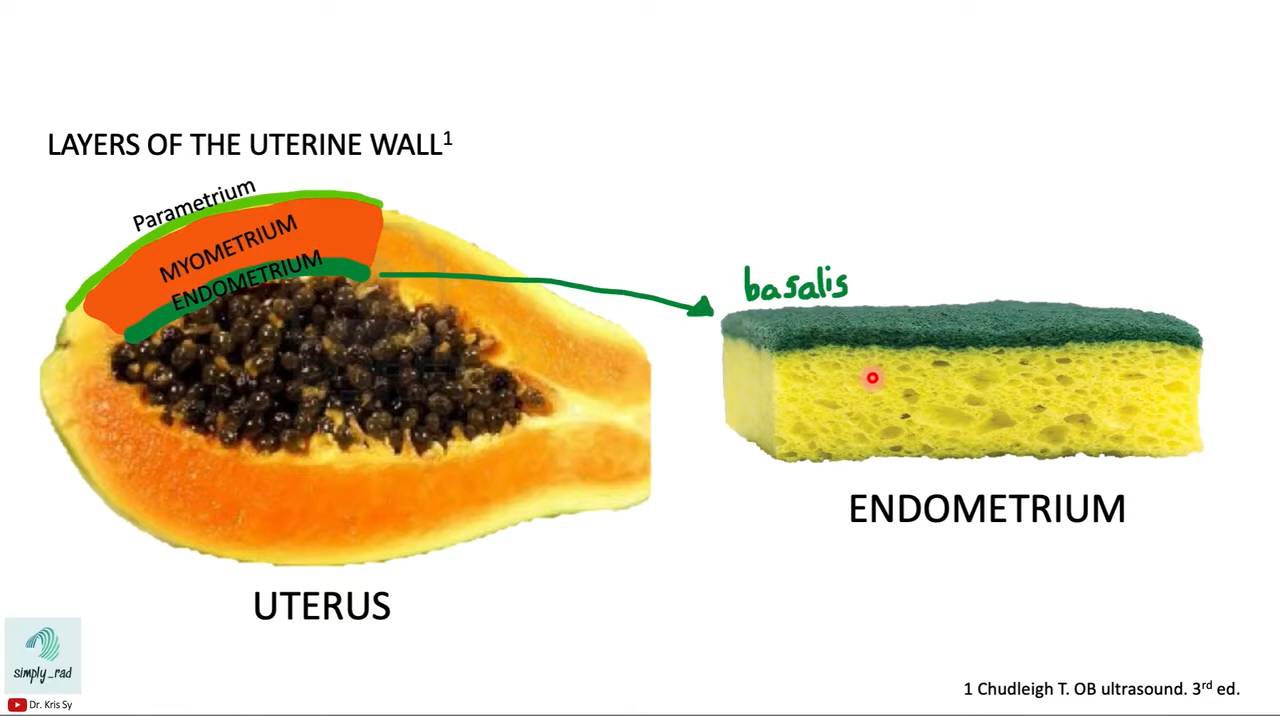 LAYERS OF THE UTERINE WALL1
Parametrium
MYOMETRIUM
ENDOMETRIUM
basalis
ENDOMETRIUM
UTERUS
simply_rad
Dr. Kris Sy
1 Chudleigh T. OB ultrasound. 3rd ed.